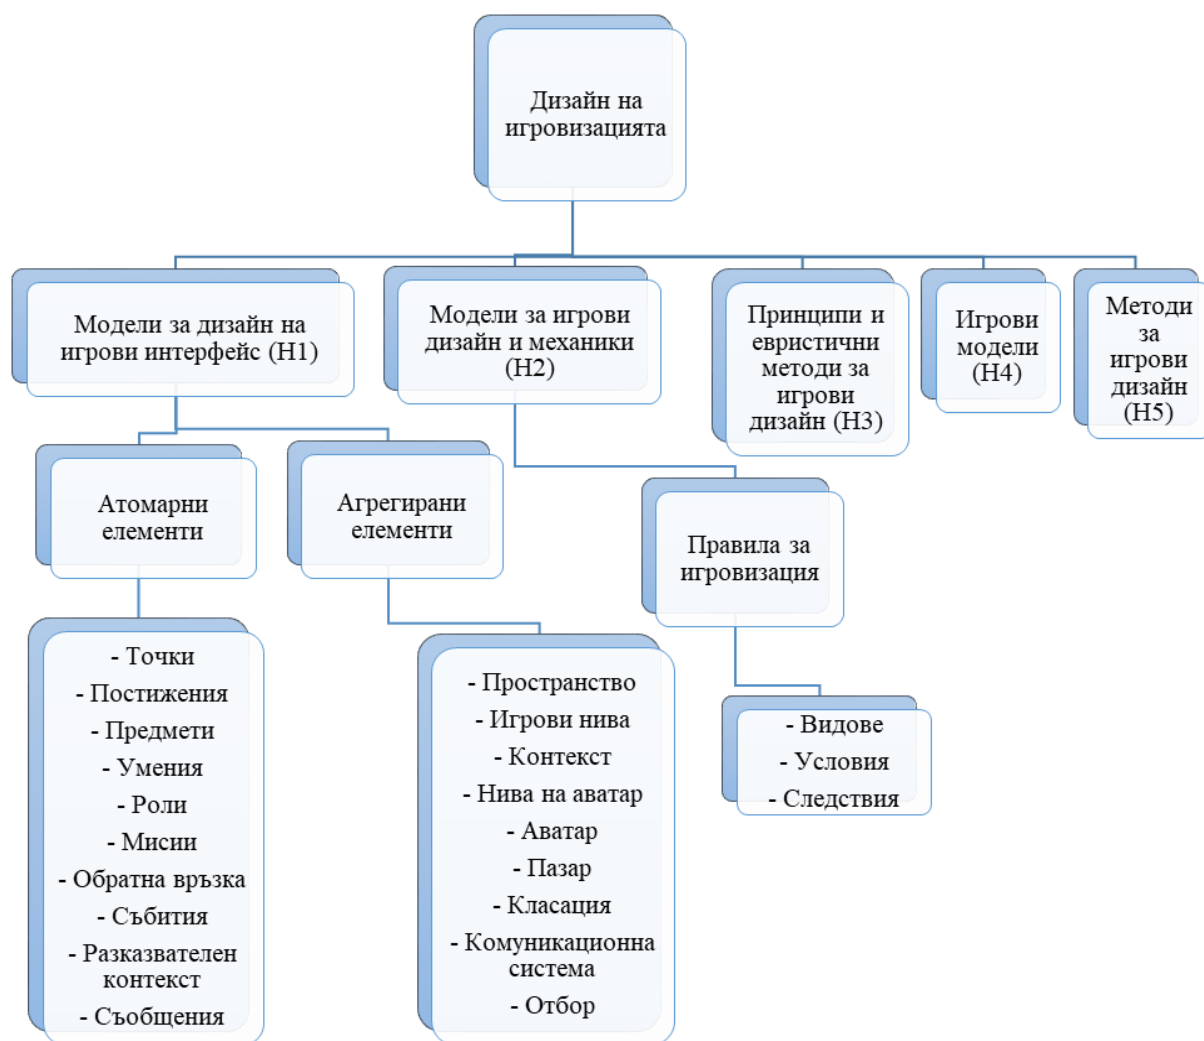 Дизайн на
игровизацията
Модели за дизайн на
игрови интерфейс (H1)
Модели за игрови
дизайн и механики
(H2)
Принципи и
евристични
методи за
игрови
дизайн (H3)
Игрови
модели
(H4)
Методи
за
игрови
дизайн
(H5)
Атомарни
елементи
Агрегирани
елементи
Правила за
игровизация
- Точки
- Постижения
- Предмети
- Умения
- Роли
- Мисии
- Обратна връзка
- Събития
- Разказвателен
контекст
- Съобщения
- Пространство
- Игрови нива
- Контекст
- Нива на аватар
- Аватар
- Пазар
- Класация
- Комуникационна
система
- Отбор
- Видове
- Условия
- Следствия